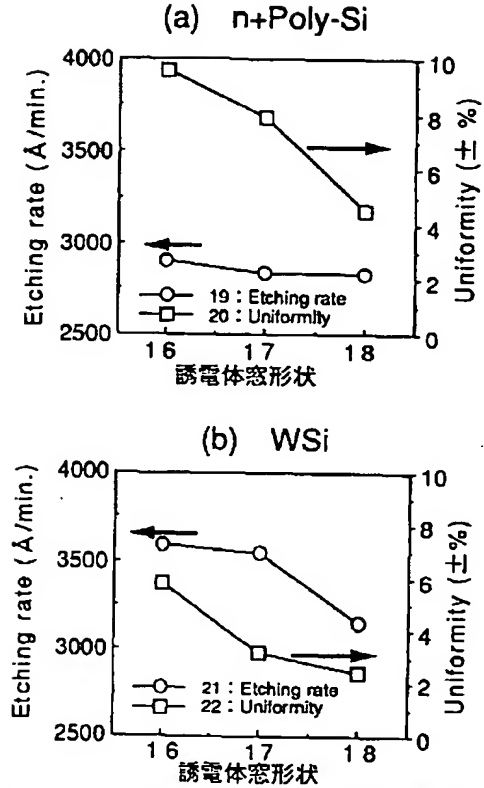 (a) n+Poly-Si
Etching rate (Å/min.)
4000
3500
3000
2500
10
8
6
4
2
0
Uniformity (± %)
19 : Etching rate
20 : Uniformity
16 17 18
誘電体窓形状
(b) WSi
Etching rate (Å/min.)
4000
3500
3000
2500
10
8
6
4
2
0
Uniformity (±%)
21 : Etching rate
22 : Uniformity
16 17 18
誘電体窓形状